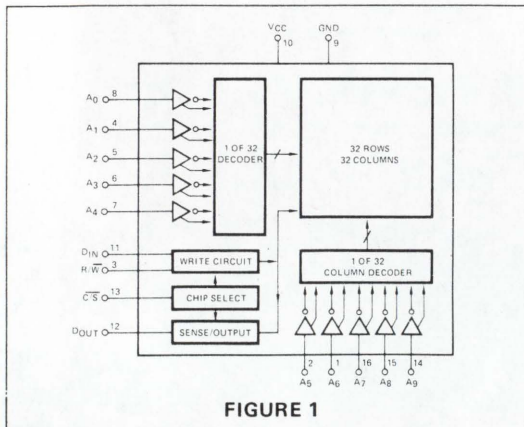 VCC GND
10 9
A0 8
A1 4
A2 5
A3 6
A4 7
1 OF 32
DECODER
32 ROWS
32 COLUMNS
DIN 11
R/W̅ 3
C̅S̅ 13
DOUT 12
WRITE CIRCUIT
CHIP SELECT
SENSE/OUTPUT
1 OF 32
COLUMN DECODER
2 1 16 15 14
A5 A6 A7 A8 A9
FIGURE 1